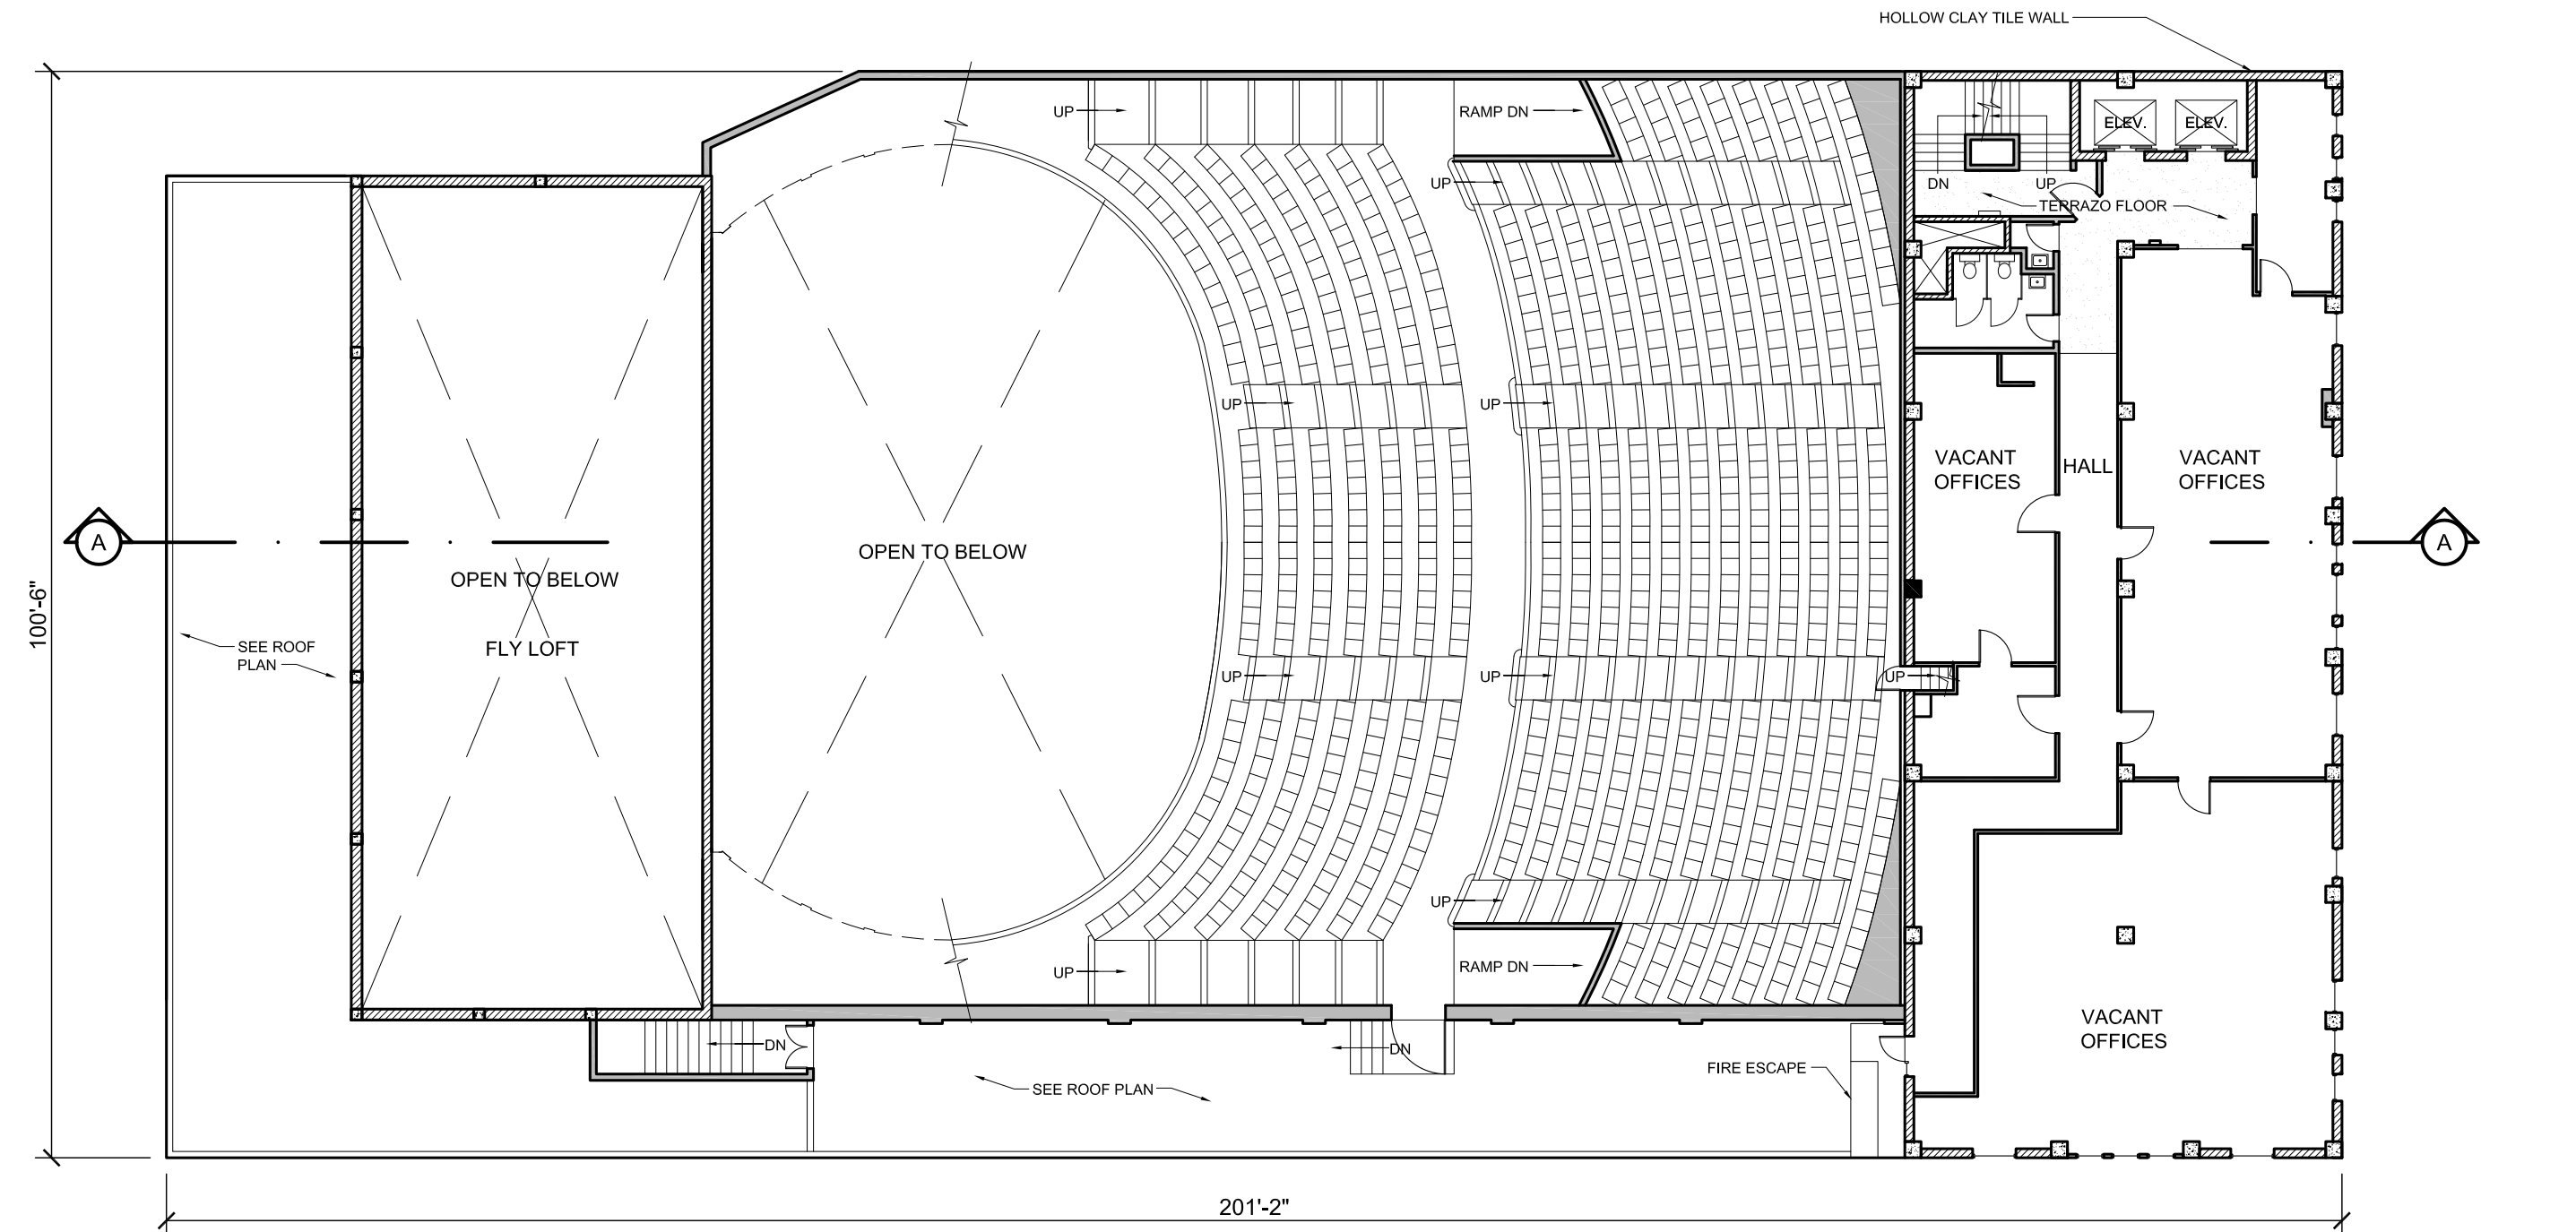 HOLLOW CLAY TILE WALL
UP
RAMP DN
ELEV.
ELEV.
UP
DN
UP
TERRAZO FLOOR
UP
UP
VACANT
OFFICES
HALL
VACANT
OFFICES
A
OPEN TO BELOW
OPEN TO BELOW
A
100'-6"
SEE ROOF
PLAN
FLY LOFT
UP
UP
UP
UP
UP
RAMP DN
VACANT
OFFICES
DN
DN
FIRE ESCAPE
SEE ROOF PLAN
201'-2"